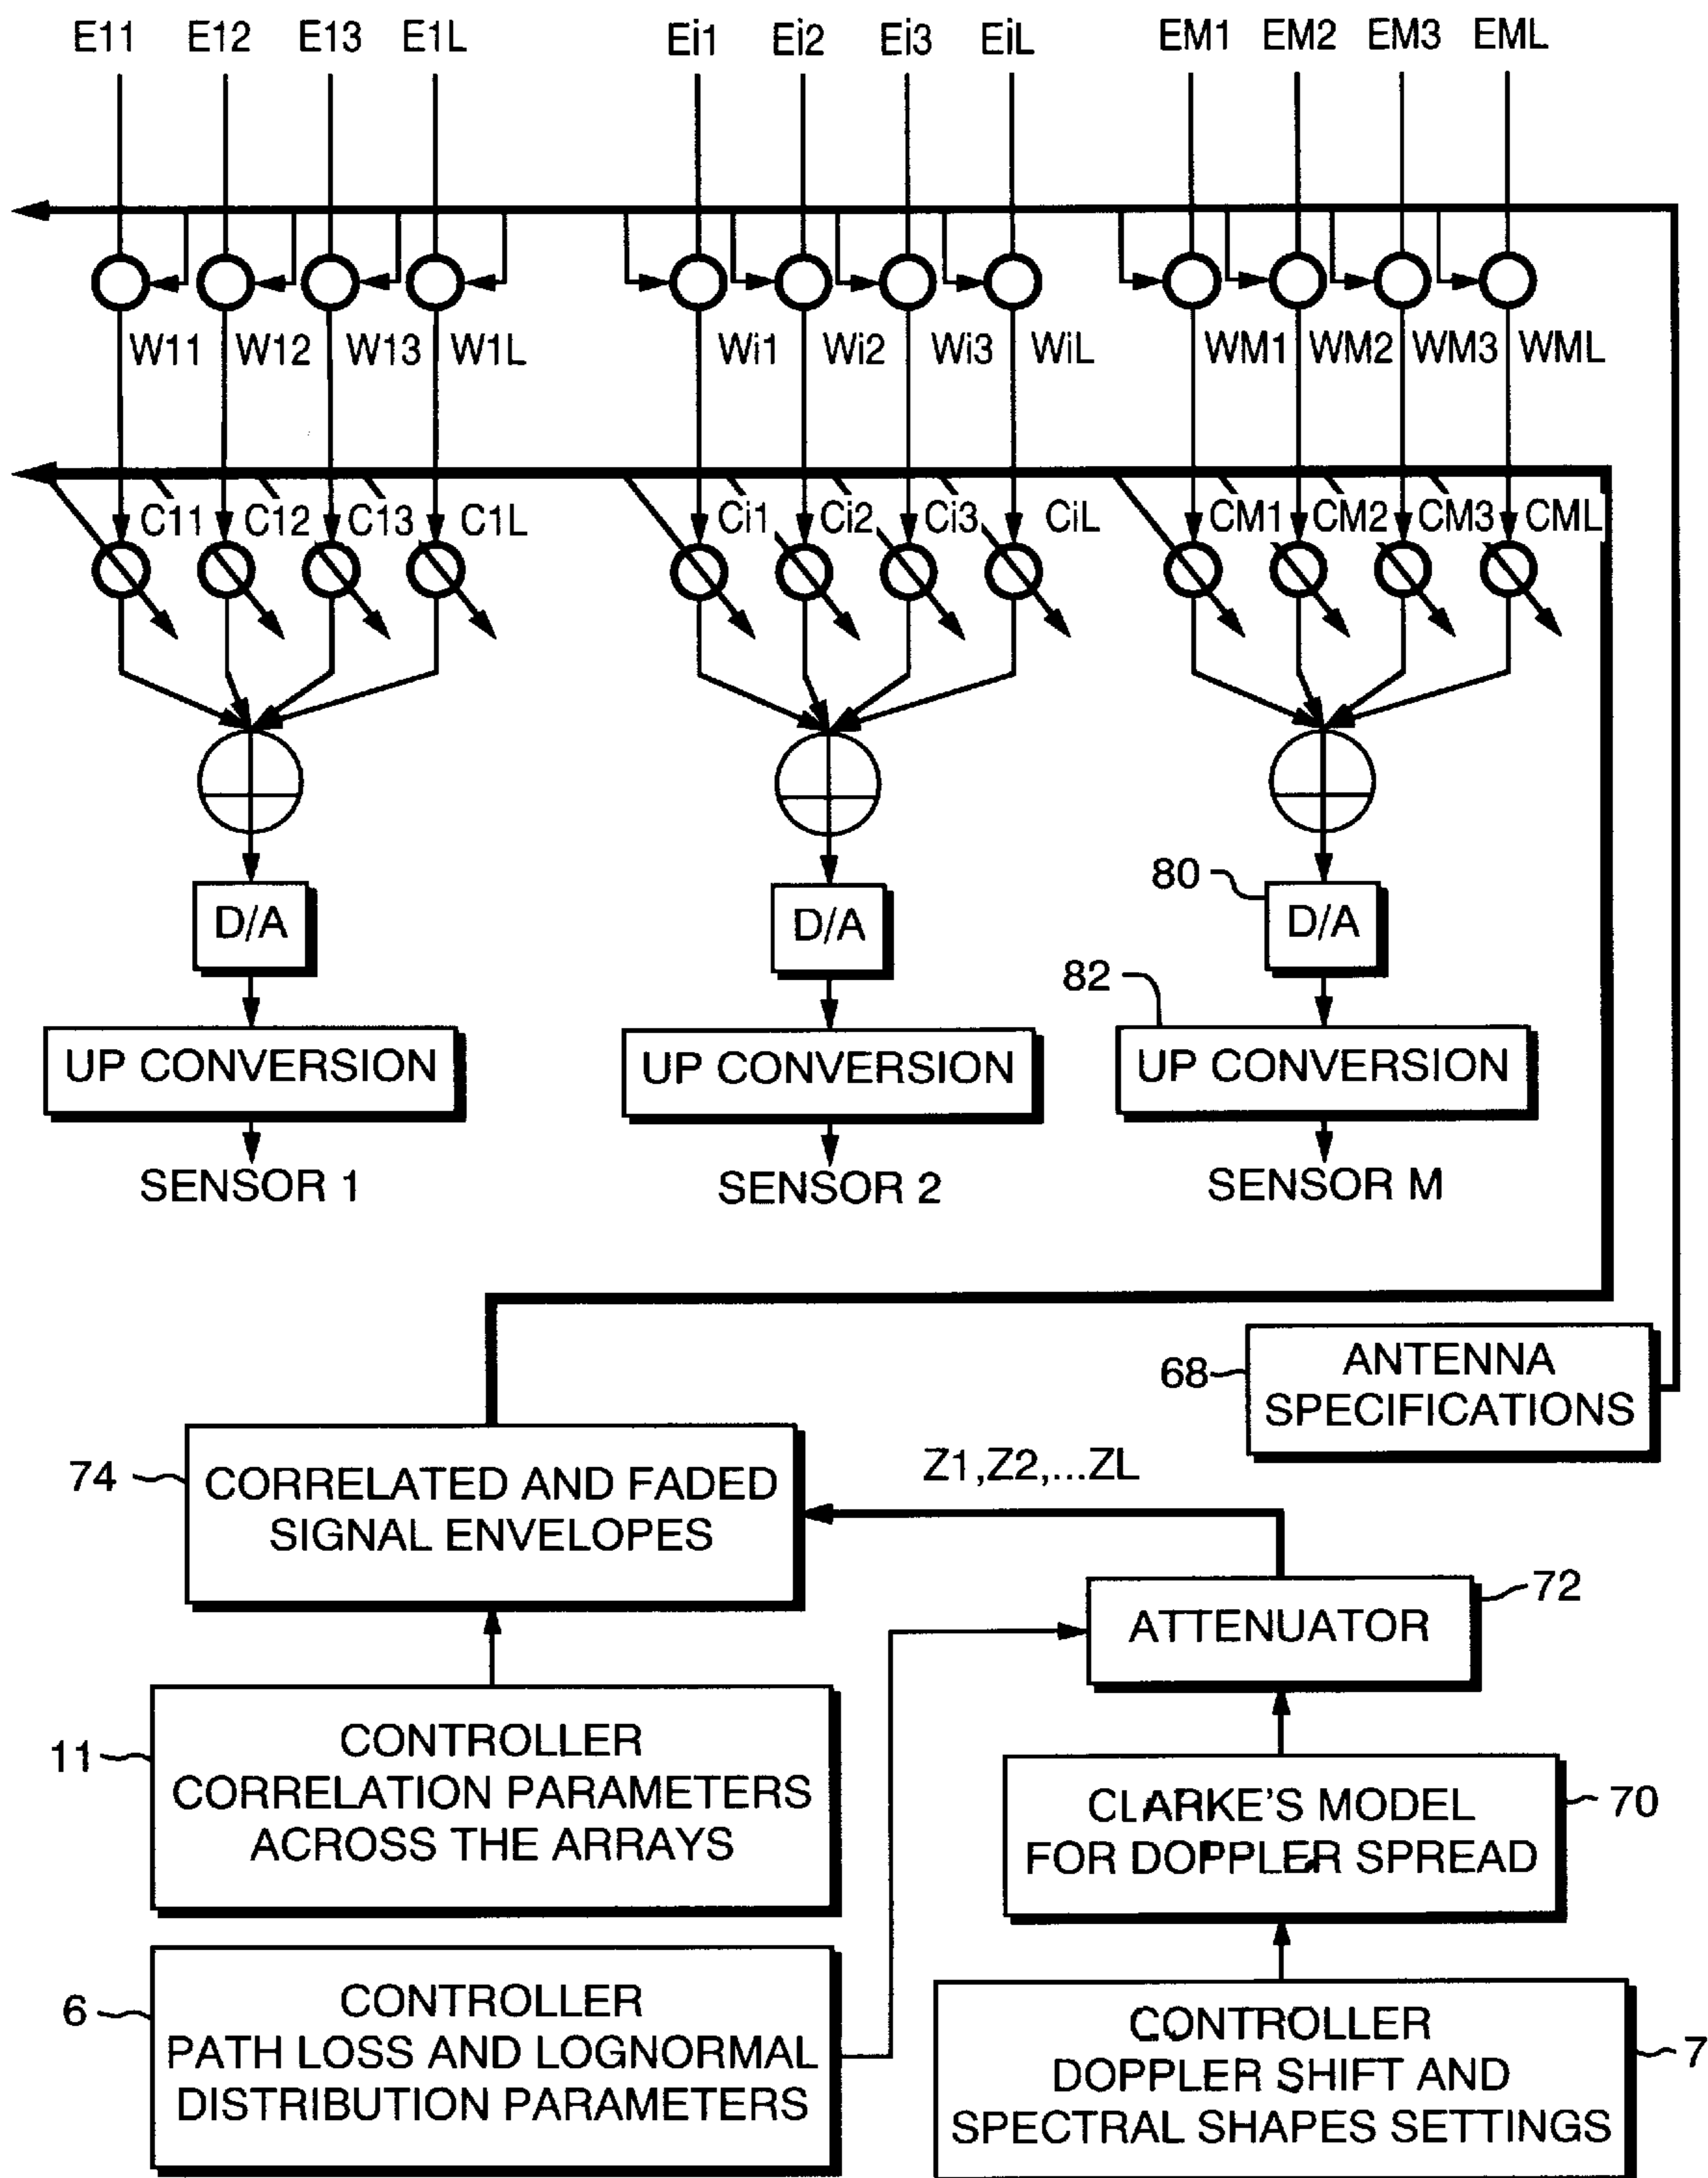 E11 E12 E13 E1L Ei1 Ei2 Ei3 EiL EM1 EM2 EM3 EML
W11 W12 W13 W1L Wi1 Wi2 Wi3 WiL WM1 WM2 WM3 WML
C11 C12 C13 C1L Ci1 Ci2 Ci3 CiL CM1 CM2 CM3 CML
80
D/A D/A D/A
82
UP CONVERSION UP CONVERSION UP CONVERSION
SENSOR 1 SENSOR 2 SENSOR M
68
ANTENNA
SPECIFICATIONS
74
CORRELATED AND FADED
SIGNAL ENVELOPES
Z1,Z2,...ZL
72
ATTENUATOR
11
CONTROLLER
CORRELATION PARAMETERS
ACROSS THE ARRAYS
70
CLARKE'S MODEL
FOR DOPPLER SPREAD
6
CONTROLLER
PATH LOSS AND LOGNORMAL
DISTRIBUTION PARAMETERS
7
CONTROLLER
DOPPLER SHIFT AND
SPECTRAL SHAPES SETTINGS